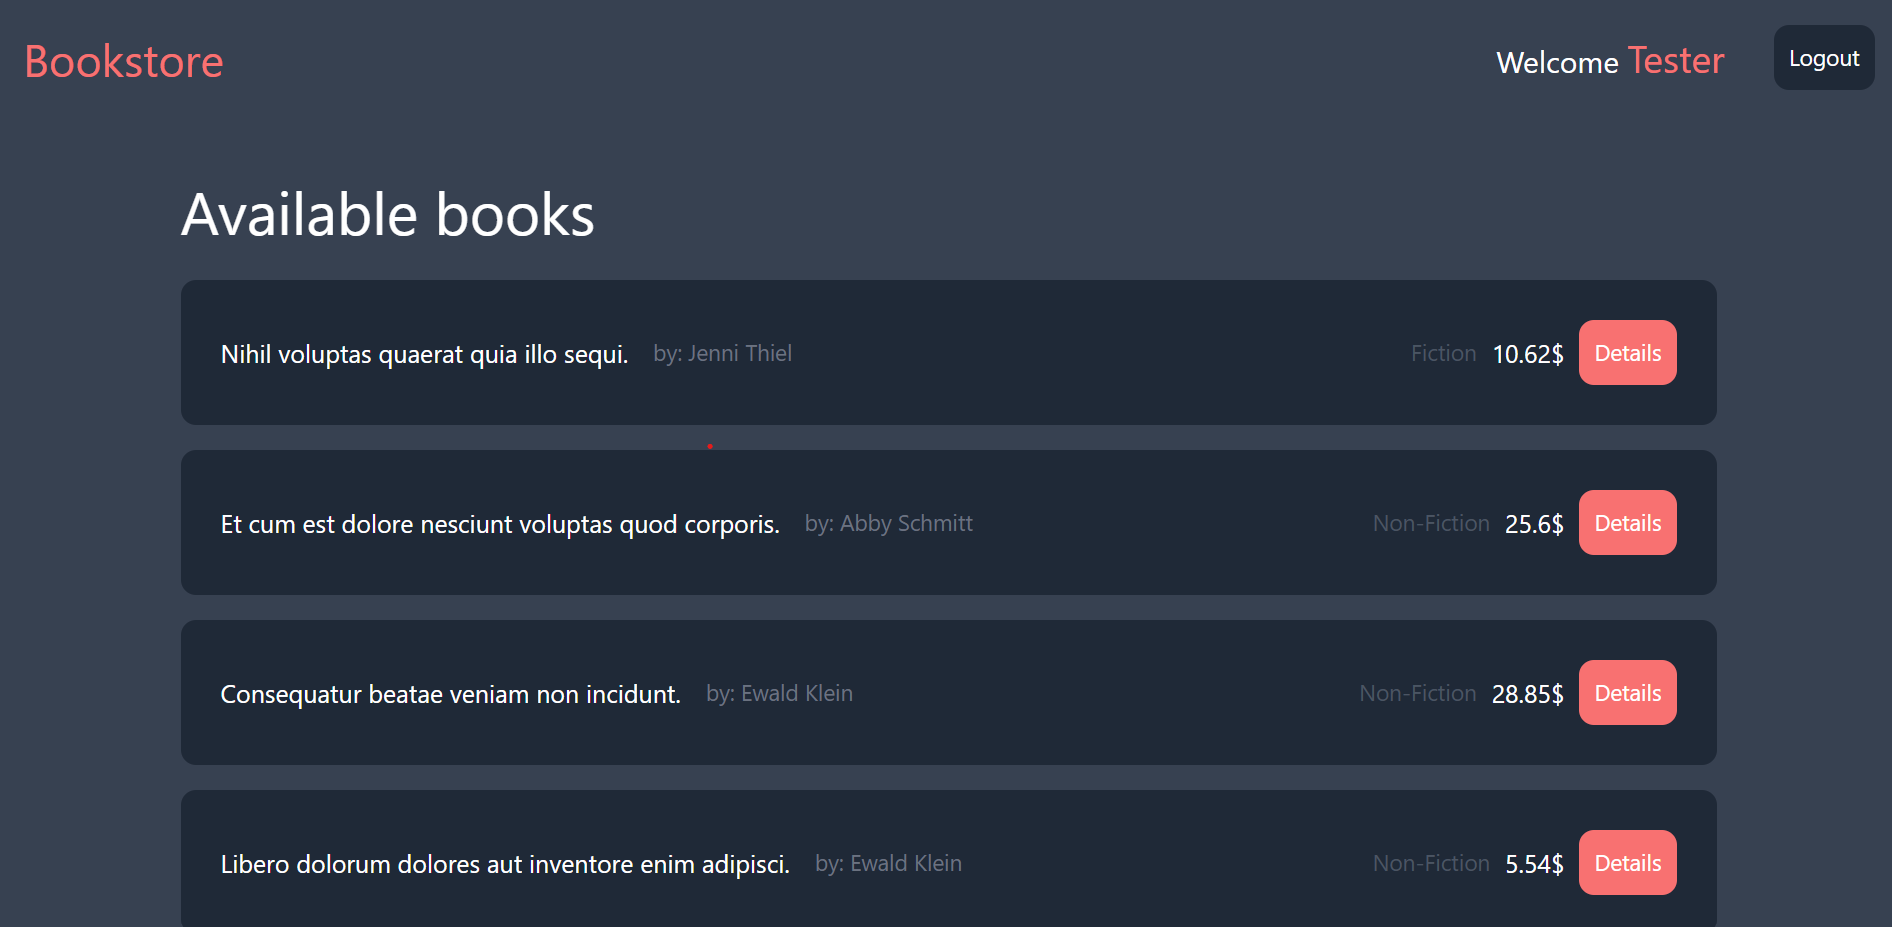 Bookstore
Welcome Tester
Logout
Available books
Nihil voluptas quaerat quia illo sequi. by: Jenni Thiel Fiction 10.62$ Details
Et cum est dolore nesciunt voluptas quod corporis. by: Abby Schmitt Non-Fiction 25.6$ Details
Consequatur beatae veniam non incidunt. by: Ewald Klein Non-Fiction 28.85$ Details
Libero dolorum dolores aut inventore enim adipisci. by: Ewald Klein Non-Fiction 5.54$ Details